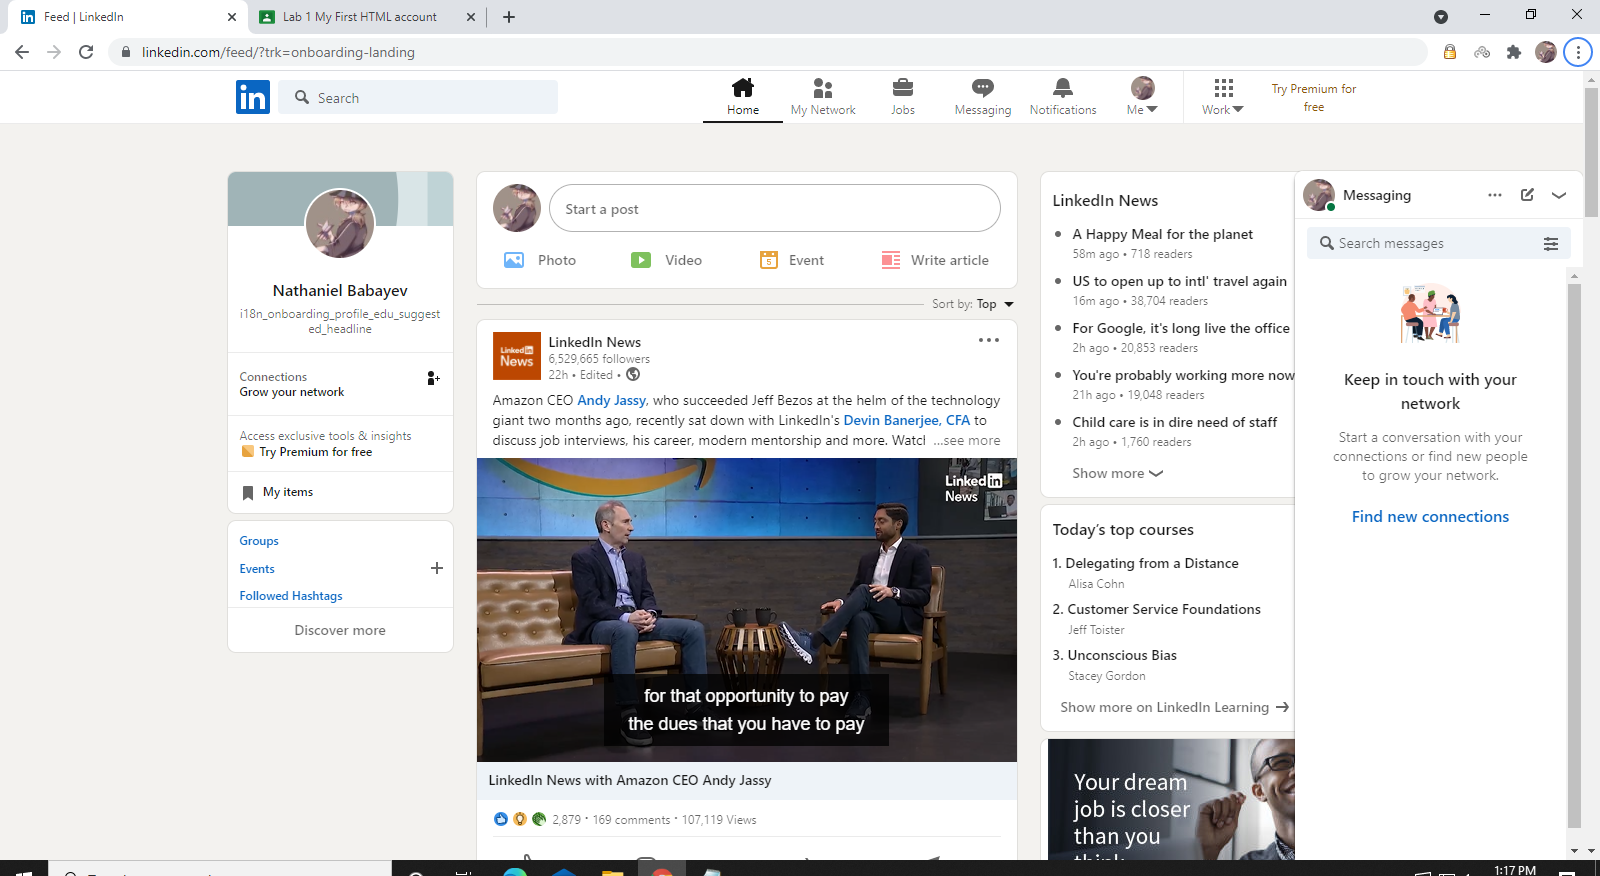 Feed | LinkedIn
Lab 1 My First HTML account
linkedin.com/feed/?trk=onboarding-landing
in
Search
Home
My Network
Jobs
Messaging
Notifications
Me
Work
Try Premium for
free
Nathaniel Babayev
i18n_onboarding_profile_edu_suggest
ed_headline
Connections
Grow your network
Access exclusive tools & insights
Try Premium for free
My items
Groups
Events
Followed Hashtags
Discover more
Start a post
Photo
Video
Event
Write article
Sort by: Top
LinkedIn
News
LinkedIn News
6,529,665 followers
22h • Edited •
Amazon CEO Andy Jassy, who succeeded Jeff Bezos at the helm of the technology
giant two months ago, recently sat down with LinkedIn's Devin Banerjee, CFA to
discuss job interviews, his career, modern mentorship and more. Watch ...see more
LinkedIn
News
for that opportunity to pay
the dues that you have to pay
LinkedIn News with Amazon CEO Andy Jassy
2,879 • 169 comments • 107,119 Views
LinkedIn News
A Happy Meal for the planet
58m ago • 718 readers
US to open up to intl' travel again
16m ago • 38,704 readers
For Google, it's long live the office
2h ago • 20,853 readers
You're probably working more now
21h ago • 19,048 readers
Child care is in dire need of staff
2h ago • 1,760 readers
Show more
Today's top courses
1. Delegating from a Distance
Alisa Cohn
2. Customer Service Foundations
Jeff Toister
3. Unconscious Bias
Stacey Gordon
Show more on LinkedIn Learning →
Your dream
job is closer
than you
think
Messaging
Search messages
Keep in touch with your
network
Start a conversation with your
connections or find new people
to grow your network.
Find new connections
1:17 PM